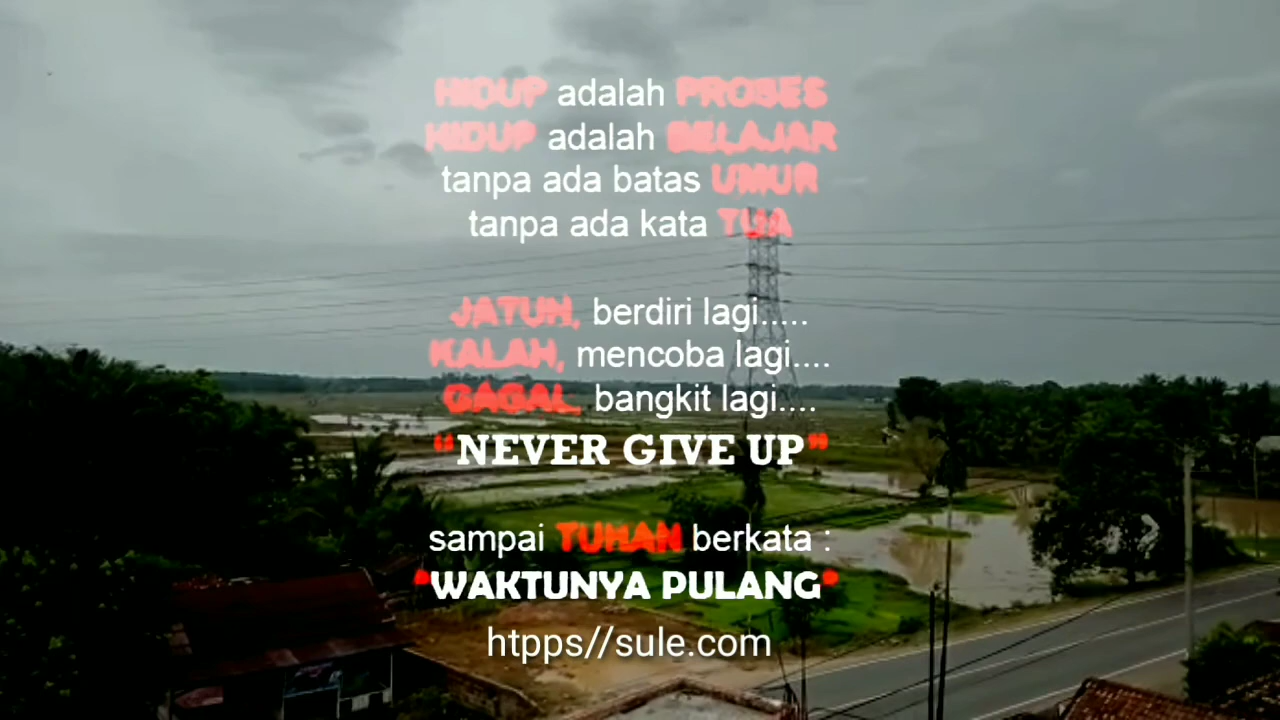 HIDUP adalah PROSES
HIDUP adalah BELAJAR
tanpa ada batas UMUR
tanpa ada kata TUA
JATUH, berdiri lagi.....
KALAH, mencoba lagi....
GAGAL, bangkit lagi....
"NEVER GIVE UP"
sampai TUHAN berkata :
"WAKTUNYA PULANG"
htpps//sule.com